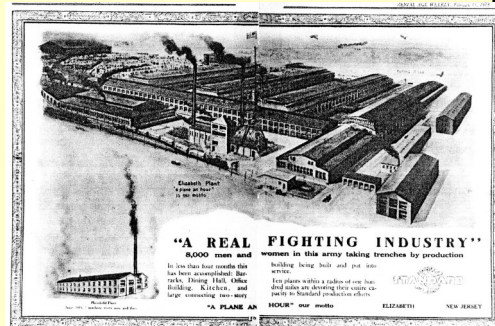 AERIAL AGE WEEKLY,
Elizabeth Plant
"a plane an hour"
is our motto
"A REAL FIGHTING INDUSTRY"
8,000 men and women in this army taking trenches by production
In less than four months this
has been accomplished: Bar-
racks, Dining Hall, Office
Building, Kitchen, and
large connecting two-story
building being built and put into
service.
Ten plants within a radius of one hun-
dred miles are devoting their entire ca-
pacity to Standard production efforts.
STANDARD
Plainfield Plant
"A PLANE AN HOUR" our motto
ELIZABETH NEW JERSEY